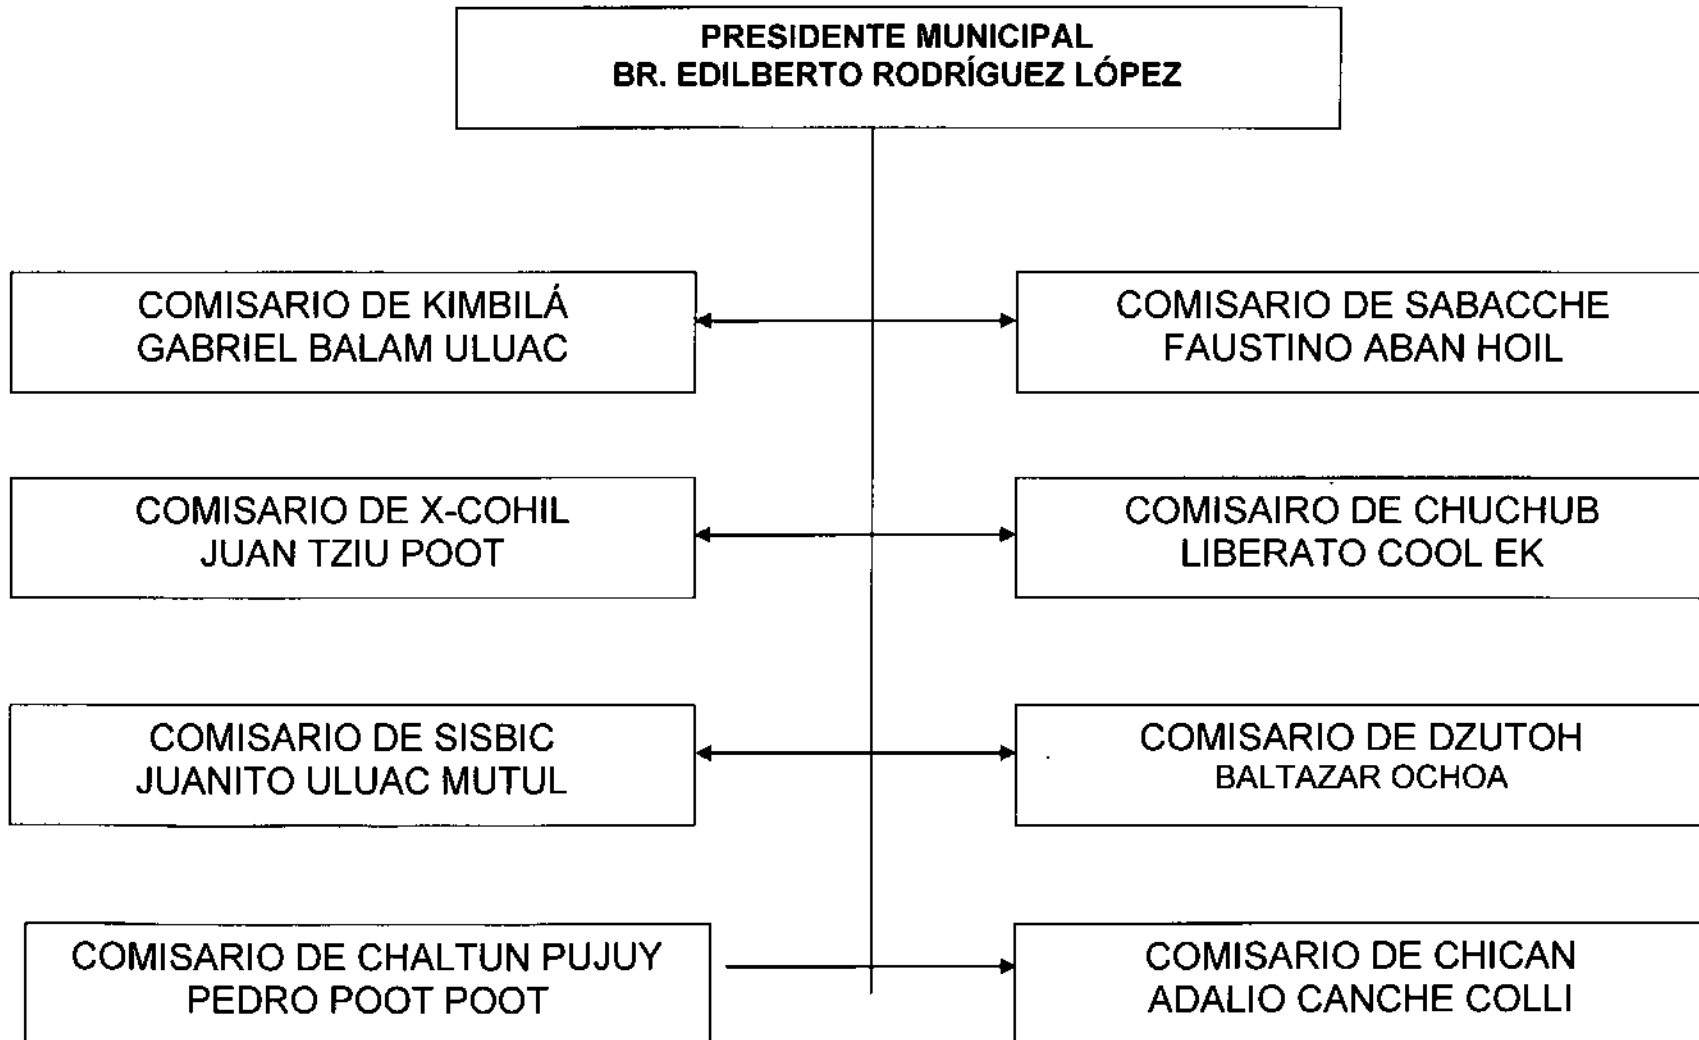 PRESIDENTE MUNICIPAL
BR. EDILBERTO RODRÍGUEZ LÓPEZ
COMISARIO DE KIMBILÁ
GABRIEL BALAM ULUAC
COMISARIO DE SABACCHE
FAUSTINO ABAN HOIL
COMISARIO DE X-COHIL
JUAN TZIU POOT
COMISAIRO DE CHUCHUB
LIBERATO COOL EK
COMISARIO DE SISBIC
JUANITO ULUAC MUTUL
COMISARIO DE DZUTOH
BALTAZAR OCHOA
COMISARIO DE CHALTUN PUJUY
PEDRO POOT POOT
COMISARIO DE CHICAN
ADALIO CANCHE COLLI